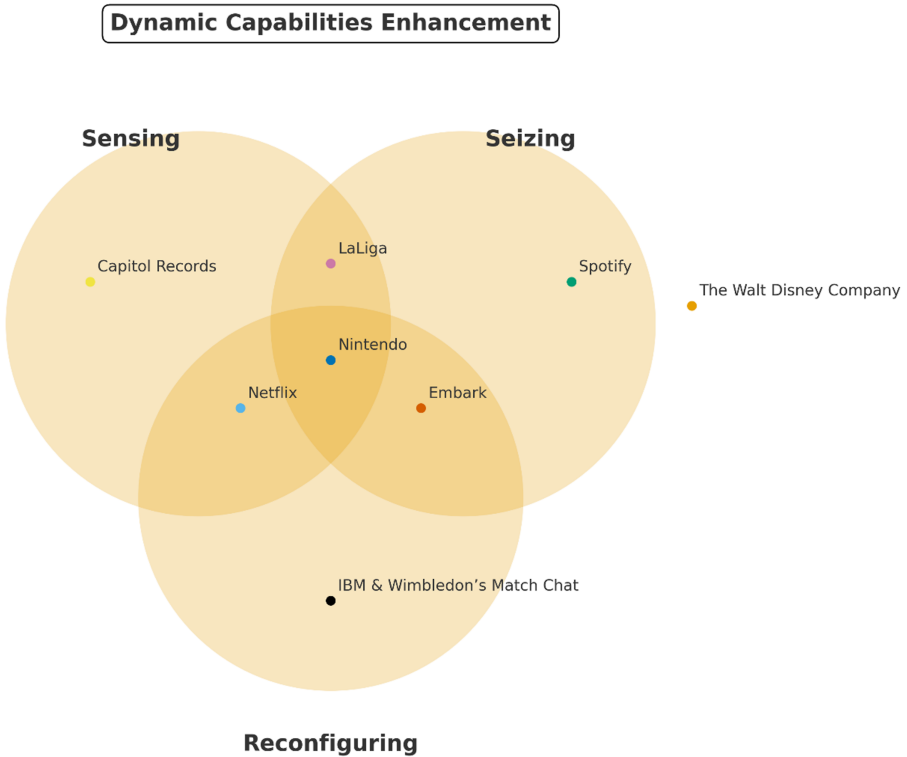 Dynamic Capabilities Enhancement
Sensing
Seizing
LaLiga
Capitol Records
Spotify
The Walt Disney Company
Nintendo
Netflix
Embark
IBM & Wimbledon’s Match Chat
Reconfiguring